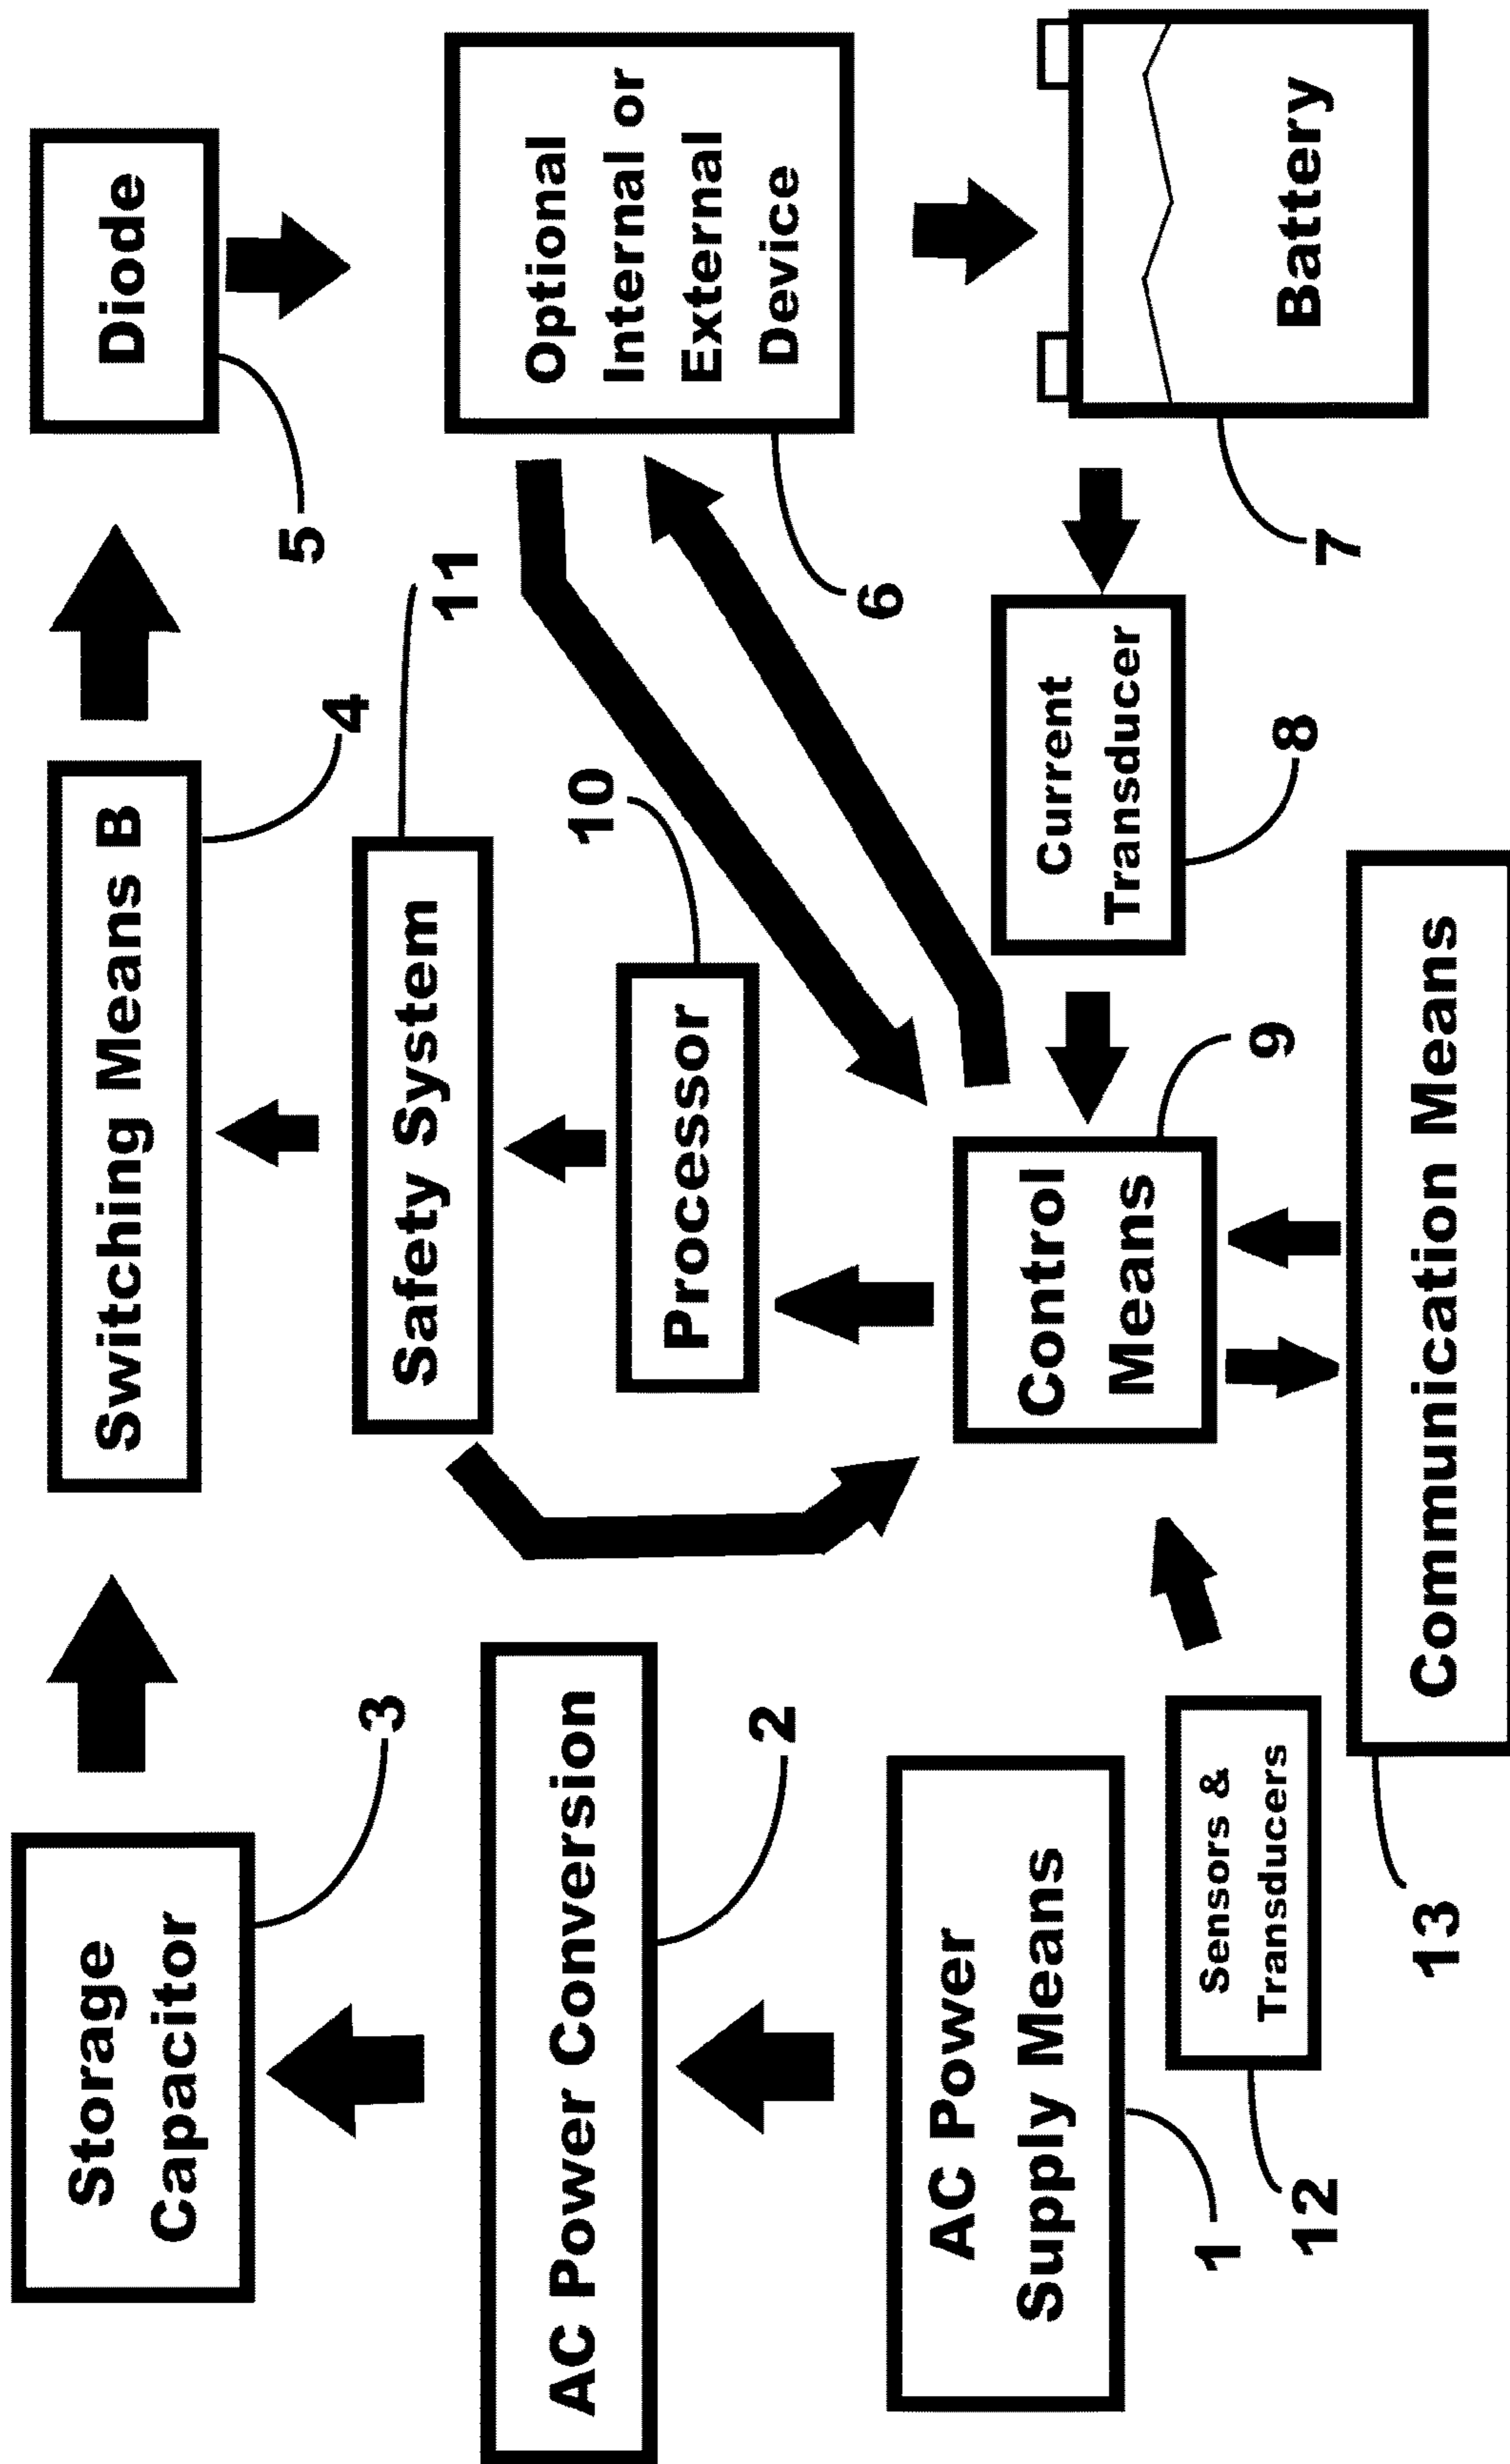 Storage
Capacitor
3
Switching Means B
4
Diode
5
AC Power Conversion
2
Safety System
11
Processor
10
Optional
Internal or
External
Device
6
AC Power
Supply Means
1
Control
Means
9
Current
Transducer
8
Battery
7
Sensors &
Transducers
12
Communication Means
13